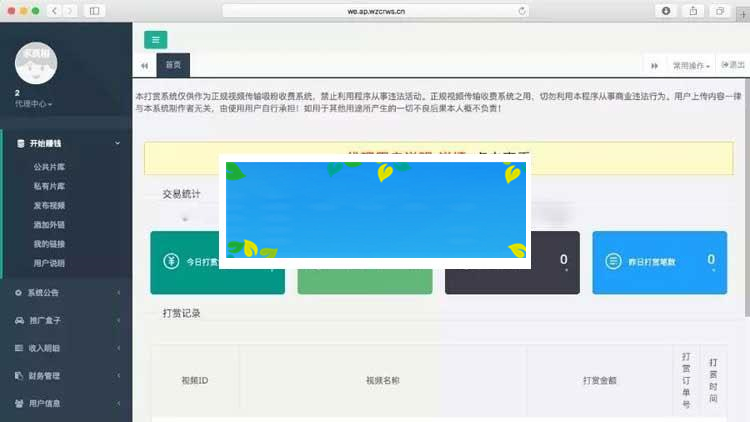 we.ap.wzcrws.cn
求真相
2
代理中心
首页
常用操作
退出
本打赏系统仅供作为正规视频传输吸粉收费系统，禁止利用程序从事违法活动。正规视频传输收费系统之用、切勿利用本程序从事商业违法行为。用户上传内容一律
与本系统制作者无关，由使用用户自行承担！如用于其他用途所产生的一切不良后果本人概不负责！
开始赚钱
公共片库
私有片库
发布视频
添加外链
我的链接
用户说明
系统公告
推广盒子
收入明细
财务管理
用户信息
交易统计
今日打赏
0
昨日打赏笔数
0
打赏记录
视频ID
视频名称
打赏金额
打赏订单号
打赏时间